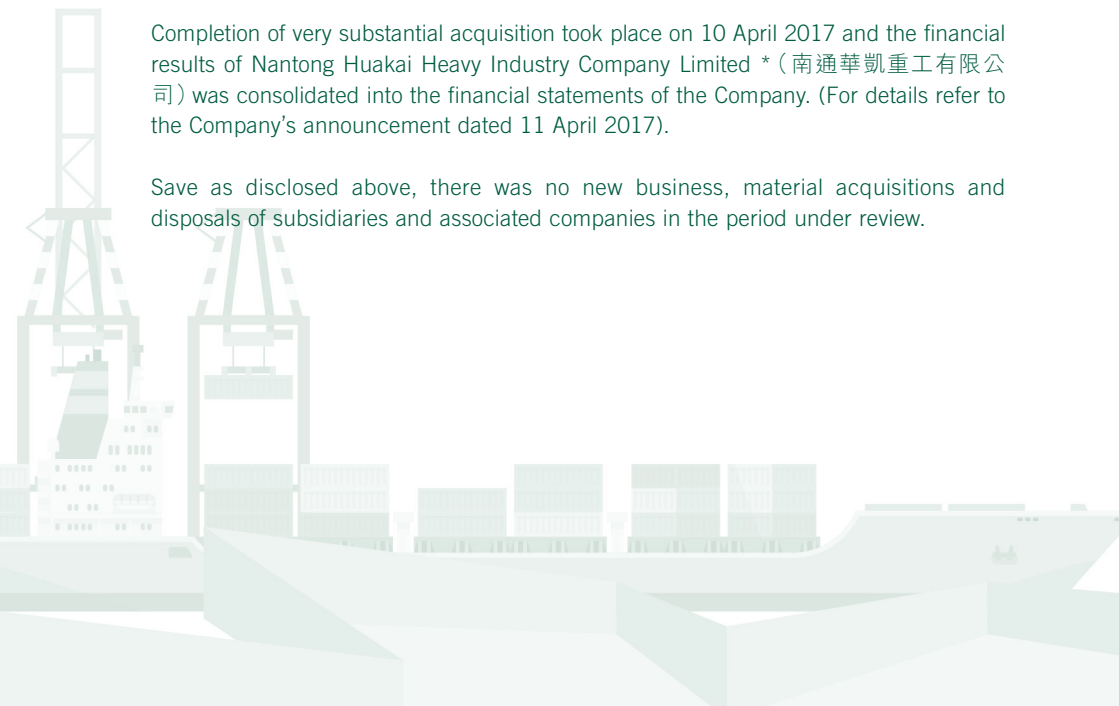 Completion of very substantial acquisition took place on 10 April 2017 and the financial
results of Nantong Huakai Heavy Industry Company Limited *（南通華凱重工有限公
司）was consolidated into the financial statements of the Company. (For details refer to
the Company’s announcement dated 11 April 2017).
Save as disclosed above, there was no new business, material acquisitions and
disposals of subsidiaries and associated companies in the period under review.